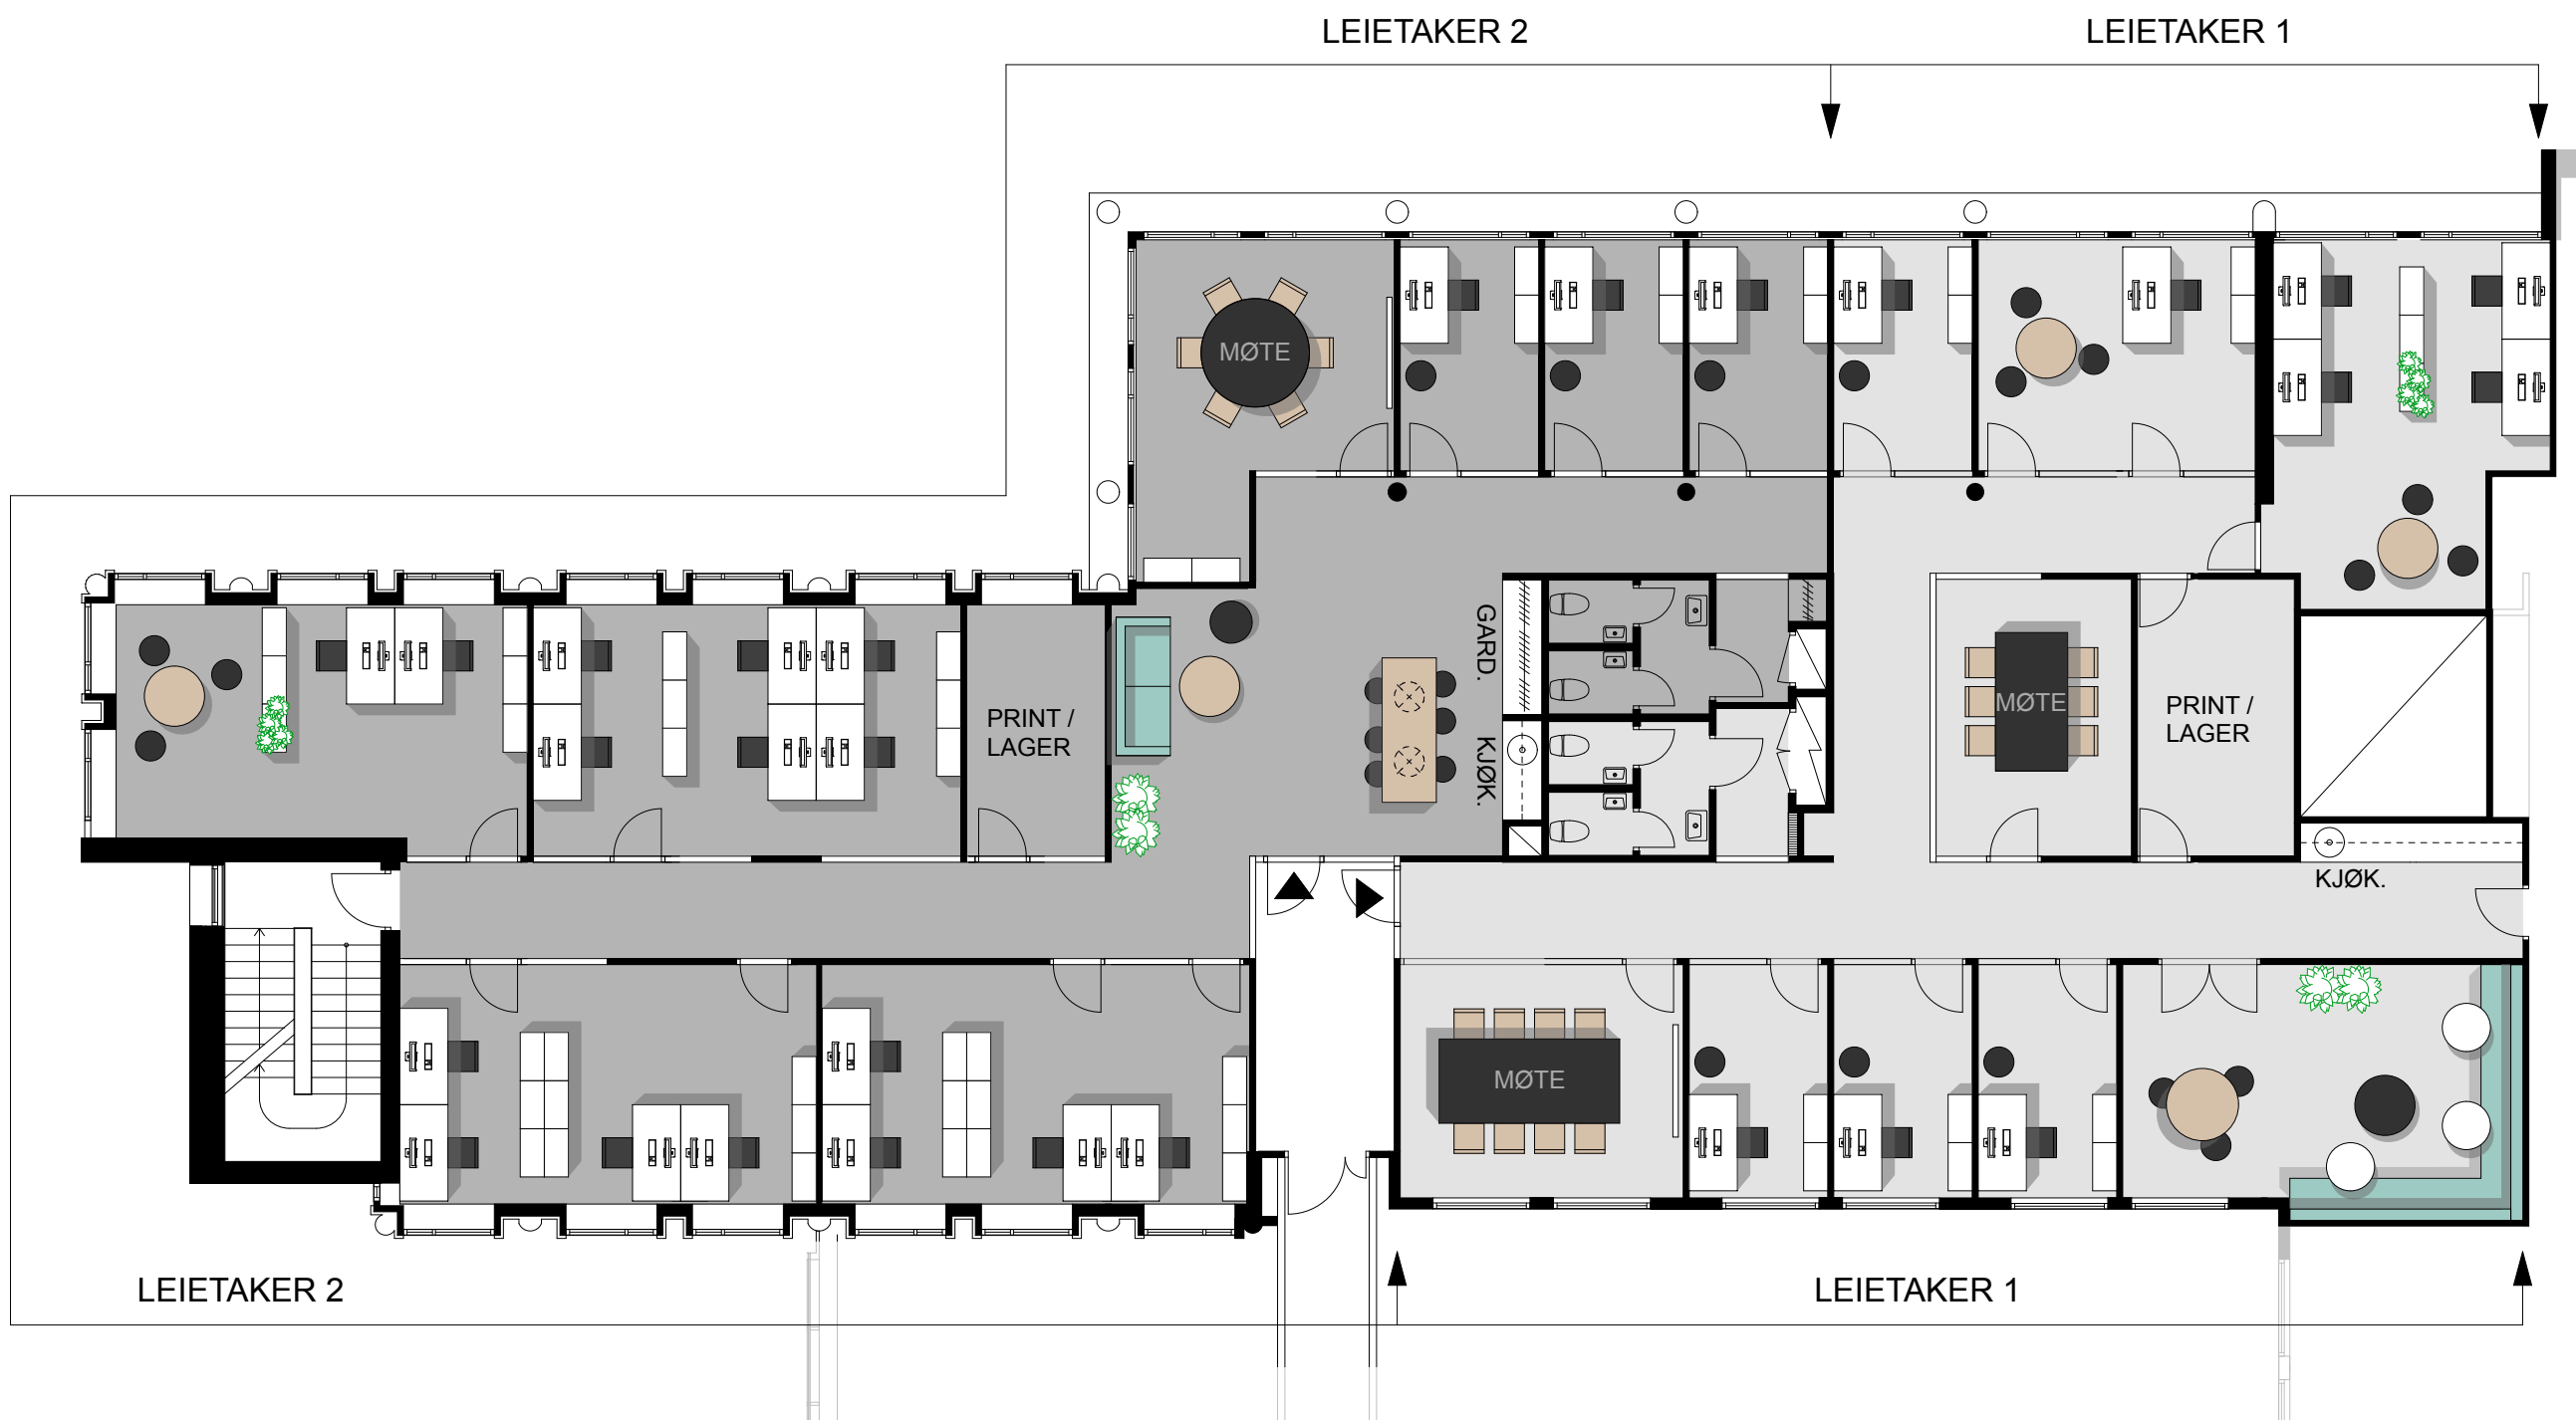 LEIETAKER 2
LEIETAKER 1
MØTE
GARD.
KJØK.
PRINT /
LAGER
MØTE
PRINT /
LAGER
KJØK.
MØTE
LEIETAKER 2
LEIETAKER 1